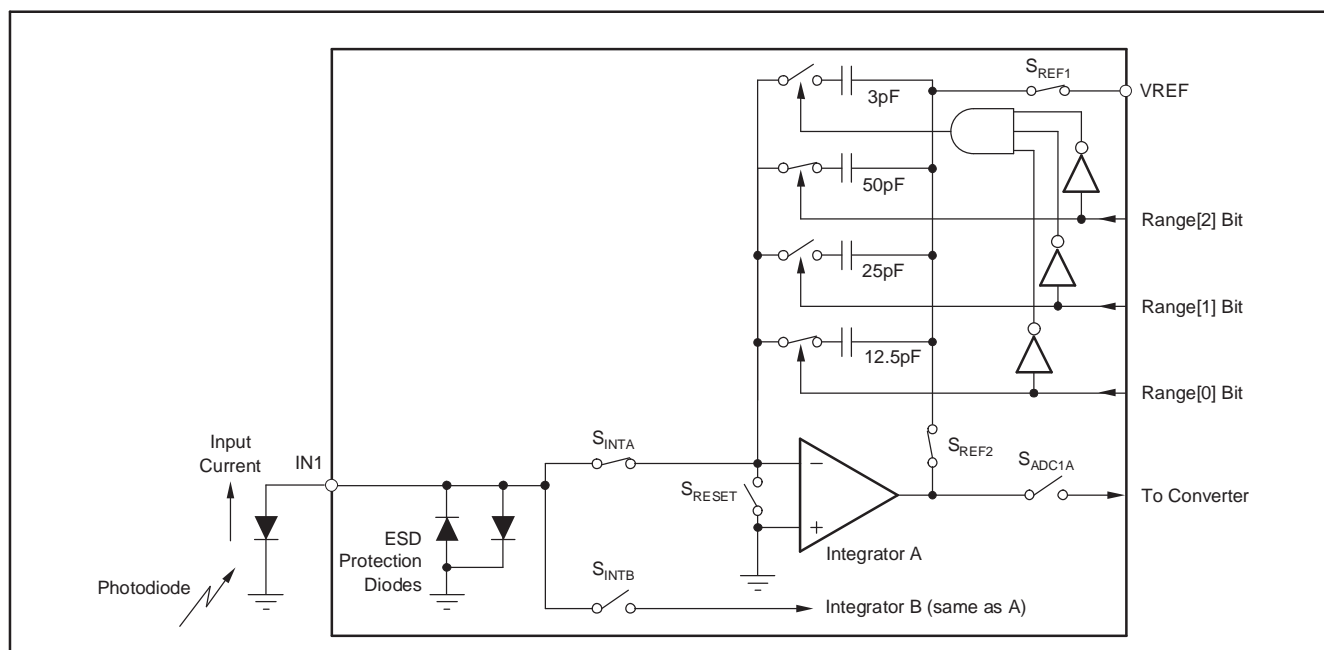 S_REF1
VREF
3pF
50pF
Range[2] Bit
25pF
Range[1] Bit
12.5pF
Range[0] Bit
Input
Current
IN1
S_INTA
S_REF2
S_RESET
S_ADC1A
To Converter
−
+
Integrator A
ESD
Protection
Diodes
Photodiode
S_INTB
Integrator B (same as A)